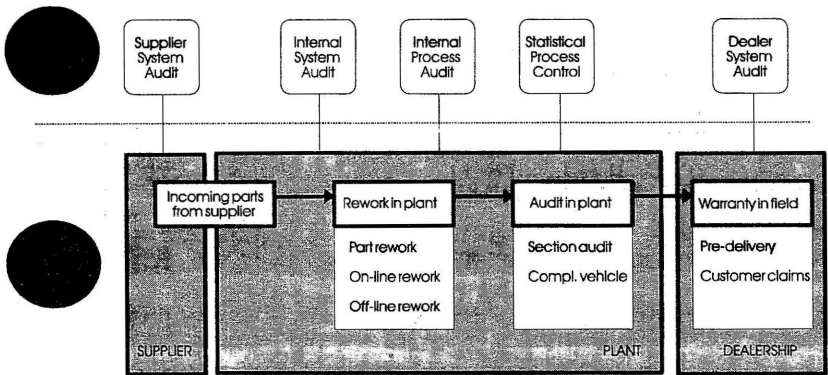 Supplier
System
Audit
Internal
System
Audit
Internal
Process
Audit
Statistical
Process
Control
Dealer
System
Audit
Incoming parts
from supplier
Rework in plant
Part rework
On-line rework
Off-line rework
Audit in plant
Section audit
Compl. vehicle
Warranty in field
Pre-delivery
Customer claims
SUPPLIER
PLANT
DEALERSHIP